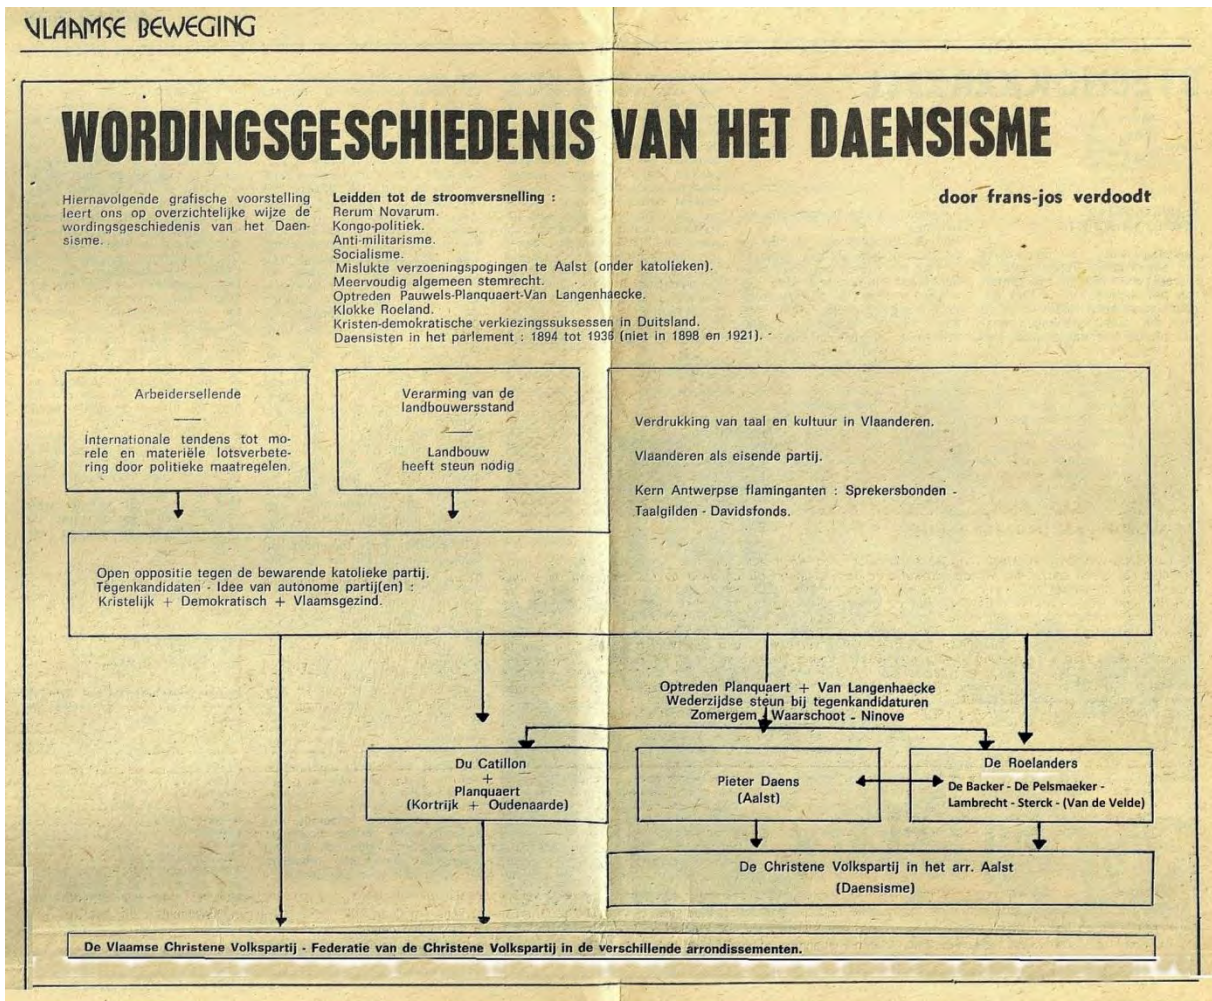 VLAAMSE BEWEGING
WORDINGSGESCHIEDENIS VAN HET DAENSISME
Hiernavolgende grafische voorstelling
leert ons op overzichtelijke wijze de
wordingsgeschiedenis van het Daen-
sisme.
Leidden tot de stroomversnelling :
Rerum Novarum.
Kongo-politiek.
Anti-militarisme.
Socialisme.
Mislukte verzoeningspogingen te Aalst (onder katolieken).
Meervoudig algemeen stemrecht.
Optreden Pauwels-Planquaert-Van Langenhaecke.
Klokke Roeland.
Kristen-demokratische verkiezingssuksessen in Duitsland.
Daensisten in het parlement : 1894 tot 1936 (niet in 1898 en 1921).
door frans-jos verdoodt
Arbeidersellende
Internationale tendens tot mo-
rele en materiële lotsverbete-
ring door politieke maatregelen.
Verarming van de
landbouwersstand
Landbouw
heeft steun nodig
Verdrukking van taal en kultuur in Vlaanderen.
Vlaanderen als eisende partij.
Kern Antwerpse flaminganten : Sprekersbonden -
Taalgilden - Davidsfonds.
Open oppositie tegen de bewarende katolieke partij.
Tegenkandidaten - Idee van autonome partij(en) :
Kristelijk + Demokratisch + Vlaamsgezind.
Optreden Planquaert + Van Langenhaecke
Wederzijdse steun bij tegenkandidaturen
Zomergem - Waarschoot - Ninove
Du Catillon
+
Planquaert
(Kortrijk + Oudenaarde)
Pieter Daens
(Aalst)
De Roelanders
De Backer - De Pelsmaeker -
Lambrecht - Sterck - (Van de Velde)
De Christene Volkspartij in het arr. Aalst
(Daensisme)
De Vlaamse Christene Volkspartij - Federatie van de Christene Volkspartij in de verschillende arrondissementen.